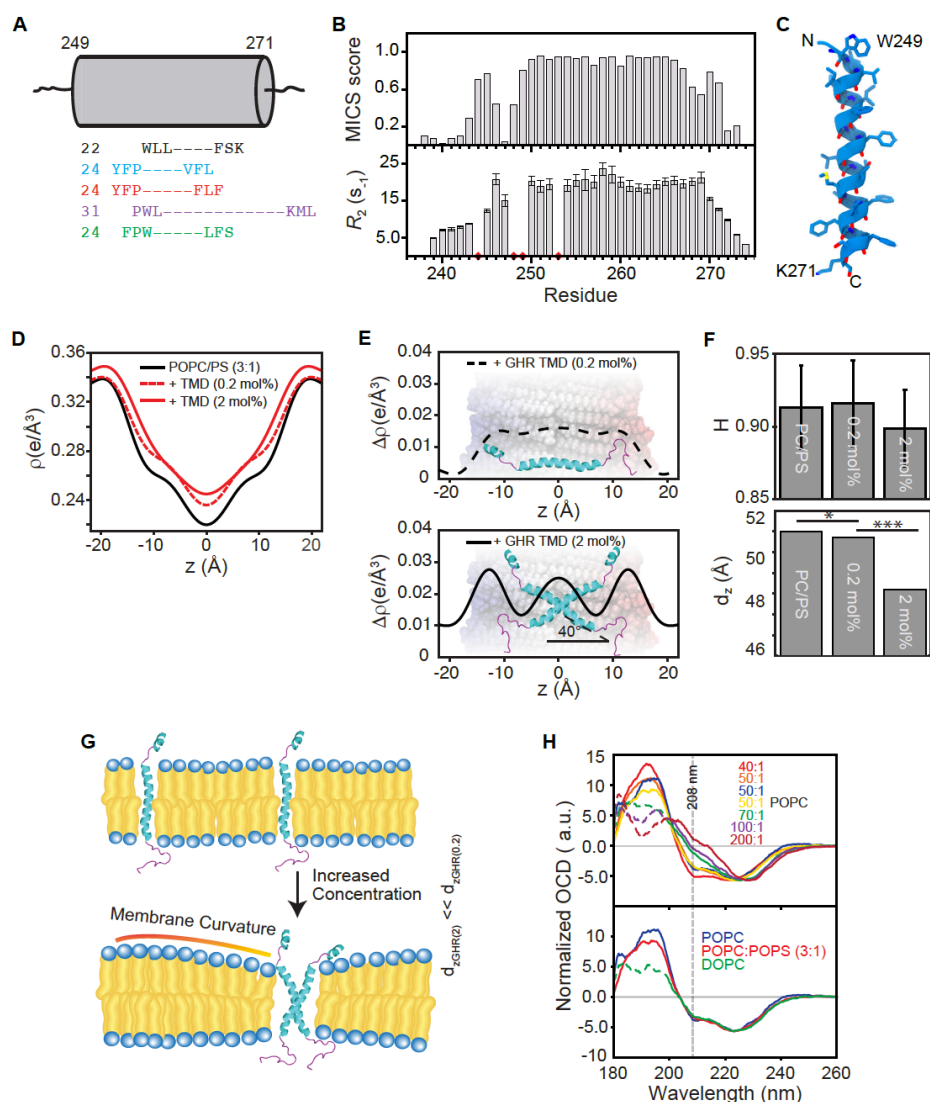 A
249 271
22 WLL----FSK
24 YFP----VFL
24 YFP-----FLF
31 PWL------------KML
24 FPW-----LFS
B
MICS score
1.0
0.6
0.2
R2 (s-1)
25
15
5.0
240 250 260 270
Residue
C
N W249
K271 C
D
ρ(e/Å³)
0.36
0.32
0.28
0.24
POPC/PS (3:1)
+ TMD (0.2 mol%)
+ TMD (2 mol%)
-20 -10 0 10 20
z (Å)
E
Δρ(e/Å³)
0.04
0.03
0.02
0.01
0
+ GHR TMD (0.2 mol%)
-20 -10 0 10 20
z (Å)
Δρ(e/Å³)
0.04
0.03
0.02
0.01
0
+ GHR TMD (2 mol%)
40°
-20 -10 0 10 20
z (Å)
F
H
0.95
0.90
0.85
PC/PS
0.2 mol%
2 mol%
dz (Å)
52
50
48
46
* ***
PC/PS
0.2 mol%
2 mol%
G
Increased
Concentration
Membrane Curvature
dzGHR(2) << dzGHR(0.2)
H
Normalized OCD ( a.u.)
15
10
5.0
0.0
-5.0
208 nm
40:1
50:1
50:1
50:1 POPC
70:1
100:1
200:1
10
5.0
0.0
-5.0
-10
POPC
POPC:POPS (3:1)
DOPC
180 200 220 240 260
Wavelength (nm)